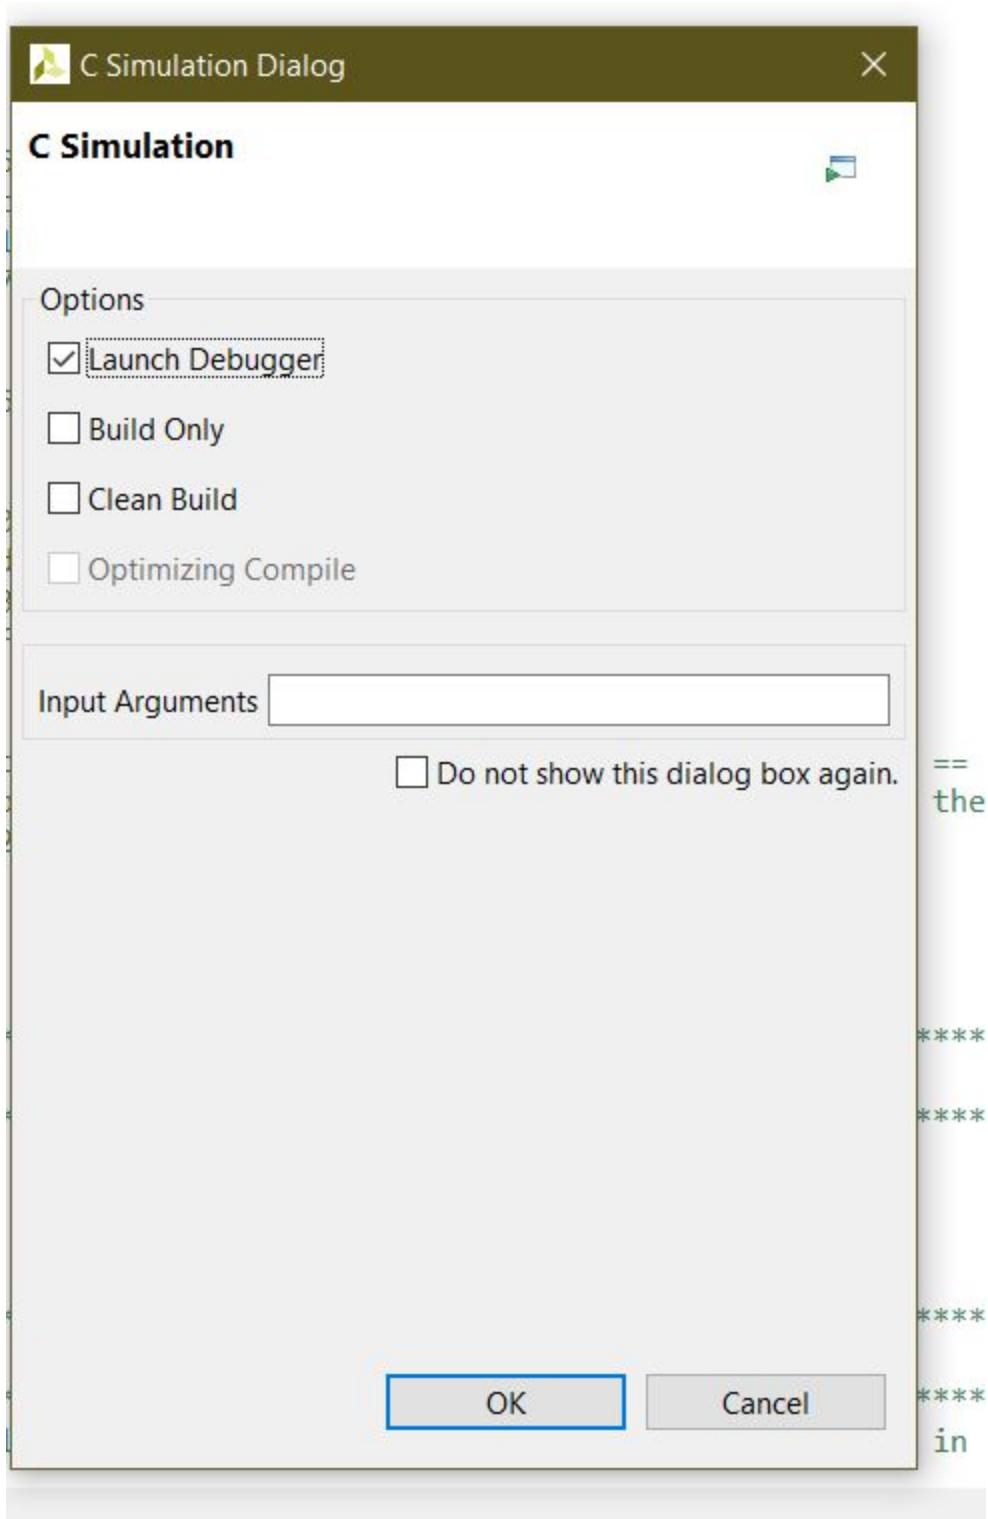 C Simulation Dialog
C Simulation
Options
Launch Debugger
Build Only
Clean Build
Optimizing Compile
Input Arguments
Do not show this dialog box again.
==
the
****
****
****
****
OK
Cancel
in